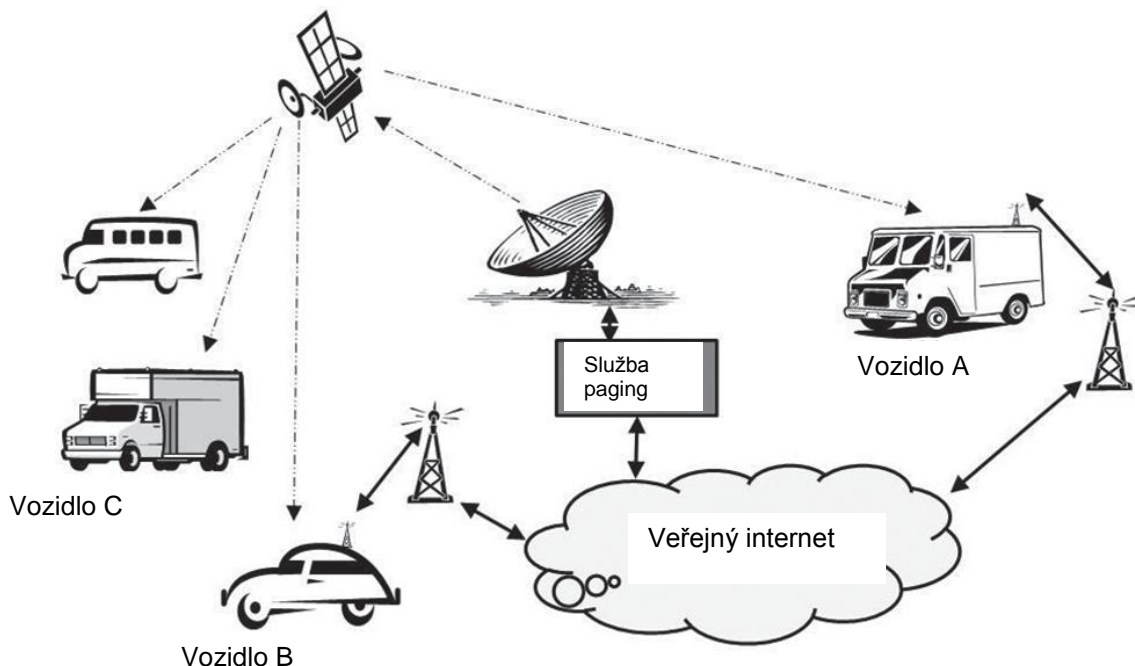 Služba
paging
Vozidlo A
Vozidlo C
Veřejný internet
Vozidlo B